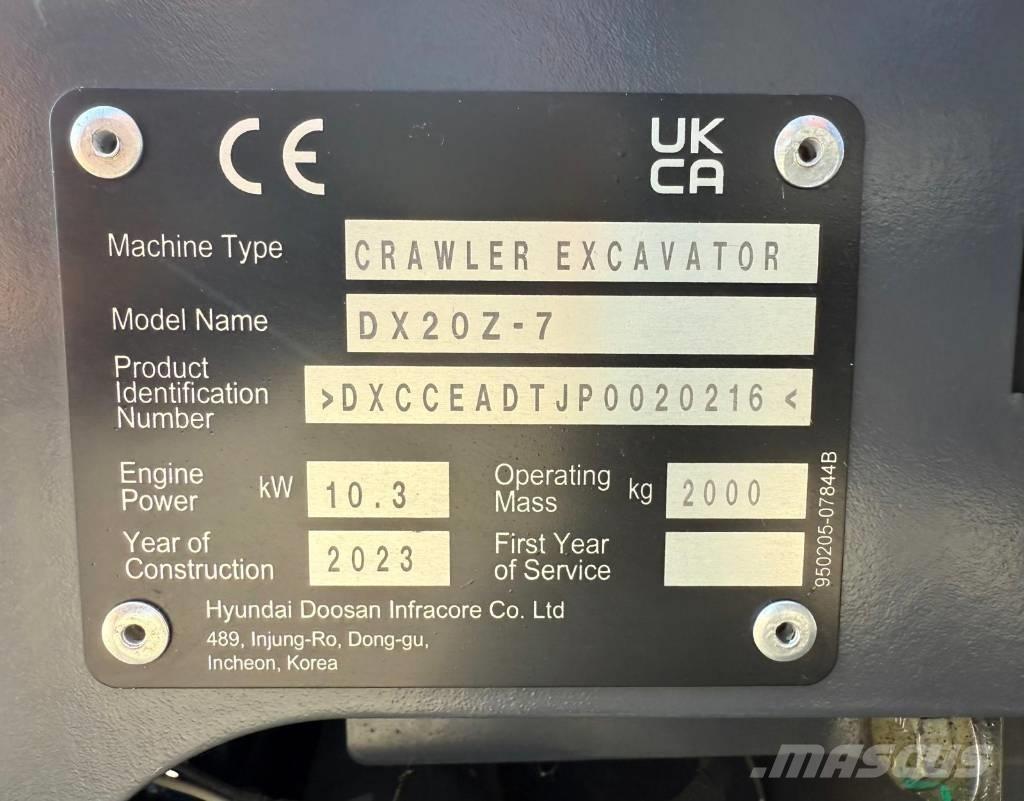 CE
UK
CA
Machine Type CRAWLER EXCAVATOR
Model Name DX20Z-7
Product
Identification
Number >DXCCEADTJP0020216<
Engine
Power kW 10.3
Operating
Mass kg 2000
Year of
Construction 2023
First Year
of Service
950205-07844B
Hyundai Doosan Infracore Co. Ltd
489, Injung-Ro, Dong-gu,
Incheon, Korea
MASCUS